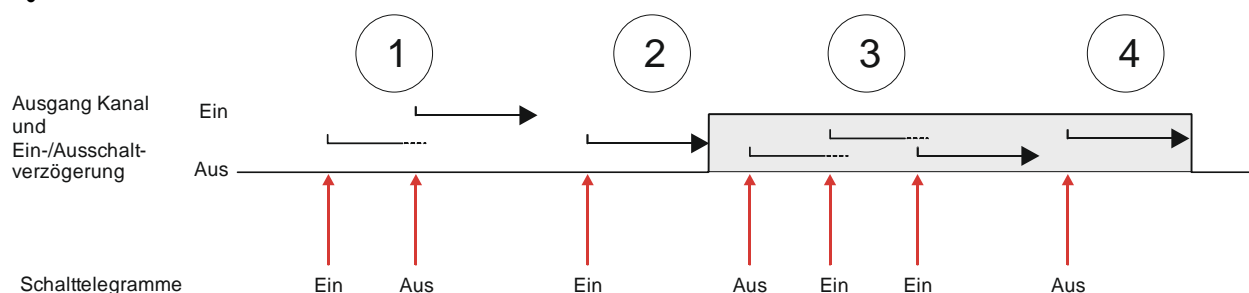 1 2 3 4
Ausgang Kanal
und
Ein-/Ausschalt-
verzögerung
Ein
Aus
Schalttelegramme Ein Aus Ein Aus Ein Ein Aus